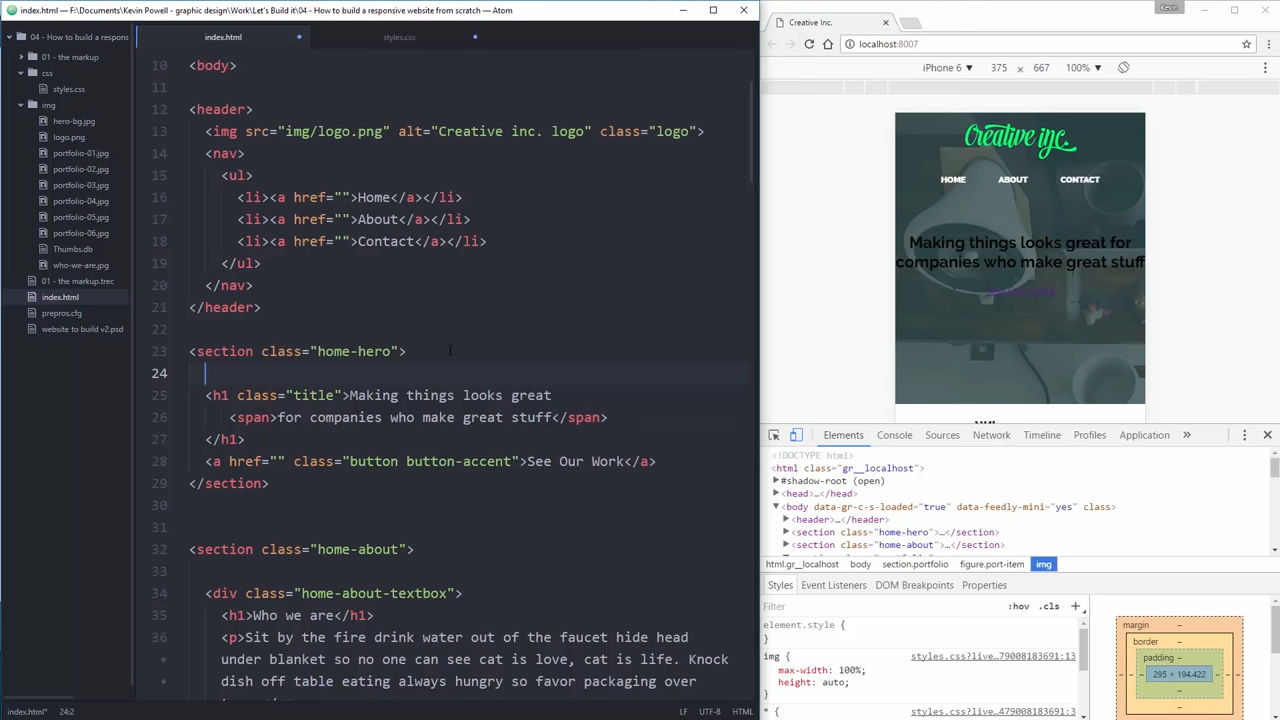 index.html — F:\Documents\Kevin Powell - graphic design\Work\Let's Build it\04 - How to build a responsive website from scratch — Atom
04 - How to build a respons
01 - the markup
css
styles.css
img
hero-bg.jpg
logo.png
portfolio-01.jpg
portfolio-02.jpg
portfolio-03.jpg
portfolio-04.jpg
portfolio-05.jpg
portfolio-06.jpg
Thumbs.db
who-we-are.jpg
01 - the markup.trec
index.html
prepros.cfg
website to build v2.psd
index.html
styles.css
10 <body>
11
12 <header>
13 <img src="img/logo.png" alt="Creative inc. logo" class="logo">
14 <nav>
15 <ul>
16 <li><a href="">Home</a></li>
17 <li><a href="">About</a></li>
18 <li><a href="">Contact</a></li>
19 </ul>
20 </nav>
21 </header>
22
23 <section class="home-hero">
24
25 <h1 class="title">Making things looks great
26 <span>for companies who make great stuff</span>
27 </h1>
28 <a href="" class="button button-accent">See Our Work</a>
29 </section>
30
31
32 <section class="home-about">
33
34 <div class="home-about-textbox">
35 <h1>Who we are</h1>
36 <p>Sit by the fire drink water out of the faucet hide head
under blanket so no one can see cat is love, cat is life. Knock
dish off table eating always hungry so favor packaging over
index.html* 24:2 LF UTF-8 HTML
Kevin
Creative Inc.
localhost:8007
iPhone 6 375 × 667 100%
Creative inc.
HOME ABOUT CONTACT
Making things looks great for
companies who make great stuff
Elements Console Sources Network Timeline Profiles Application »
<!DOCTYPE html>
<html class="gr__localhost">
#shadow-root (open)
<head>…</head>
<body data-gr-c-s-loaded="true" data-feedly-mini="yes" class>
<header>…</header>
<section class="home-hero">…</section>
<section class="home-about">…</section>
html.gr__localhost body section.portfolio figure.port-item img
Styles Event Listeners DOM Breakpoints Properties
Filter :hov .cls +
element.style {
}
img { styles.css?live…79008183691:13
max-width: 100%;
height: auto;
}
* { styles.css?live…479008183691:3
margin –
border –
padding –
295 × 194.422